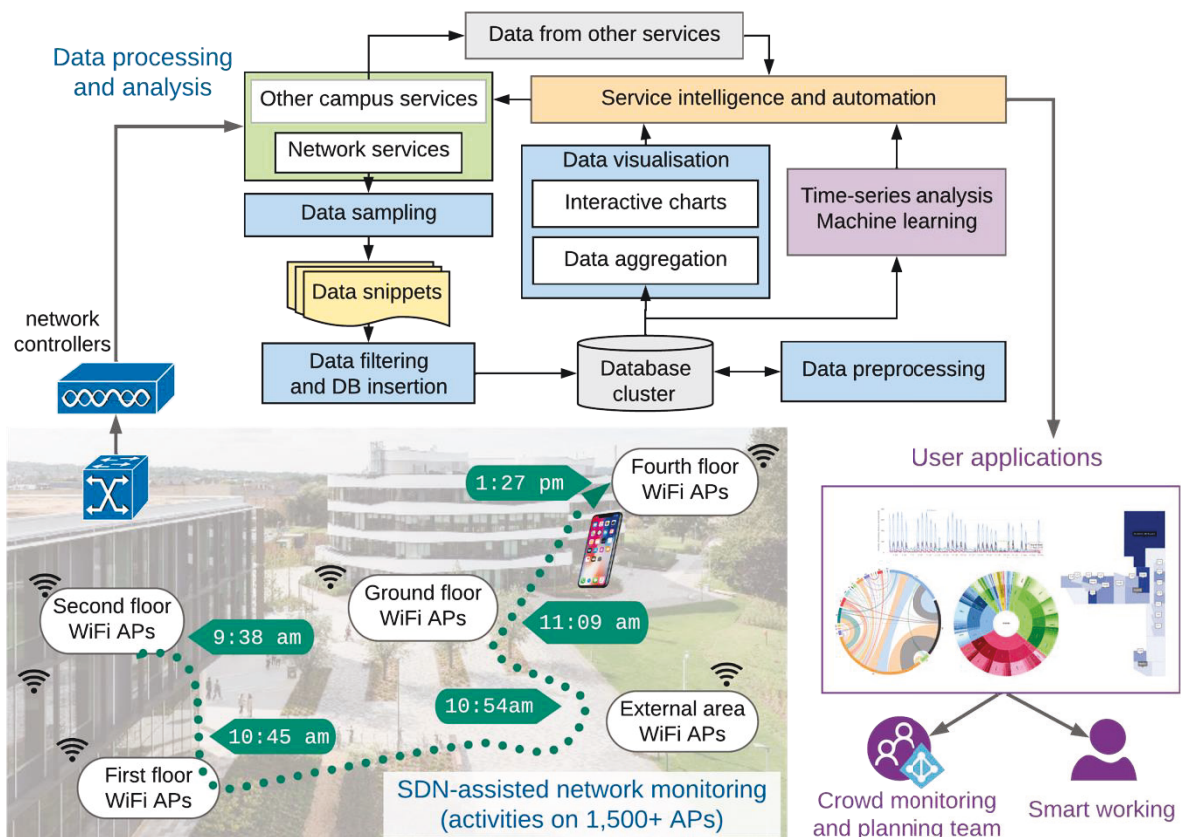 Data from other services
Data processing
and analysis
Other campus services
Service intelligence and automation
Network services
Data visualisation
Interactive charts
Data aggregation
Time-series analysis
Machine learning
Data sampling
Data snippets
network
controllers
Data filtering
and DB insertion
Database
cluster
Data preprocessing
User applications
1:27 pm
Fourth floor
WiFi APs
Second floor
WiFi APs
9:38 am
Ground floor
WiFi APs
11:09 am
10:54am
External area
WiFi APs
10:45 am
First floor
WiFi APs
SDN-assisted network monitoring
(activities on 1,500+ APs)
Crowd monitoring
and planning team
Smart working